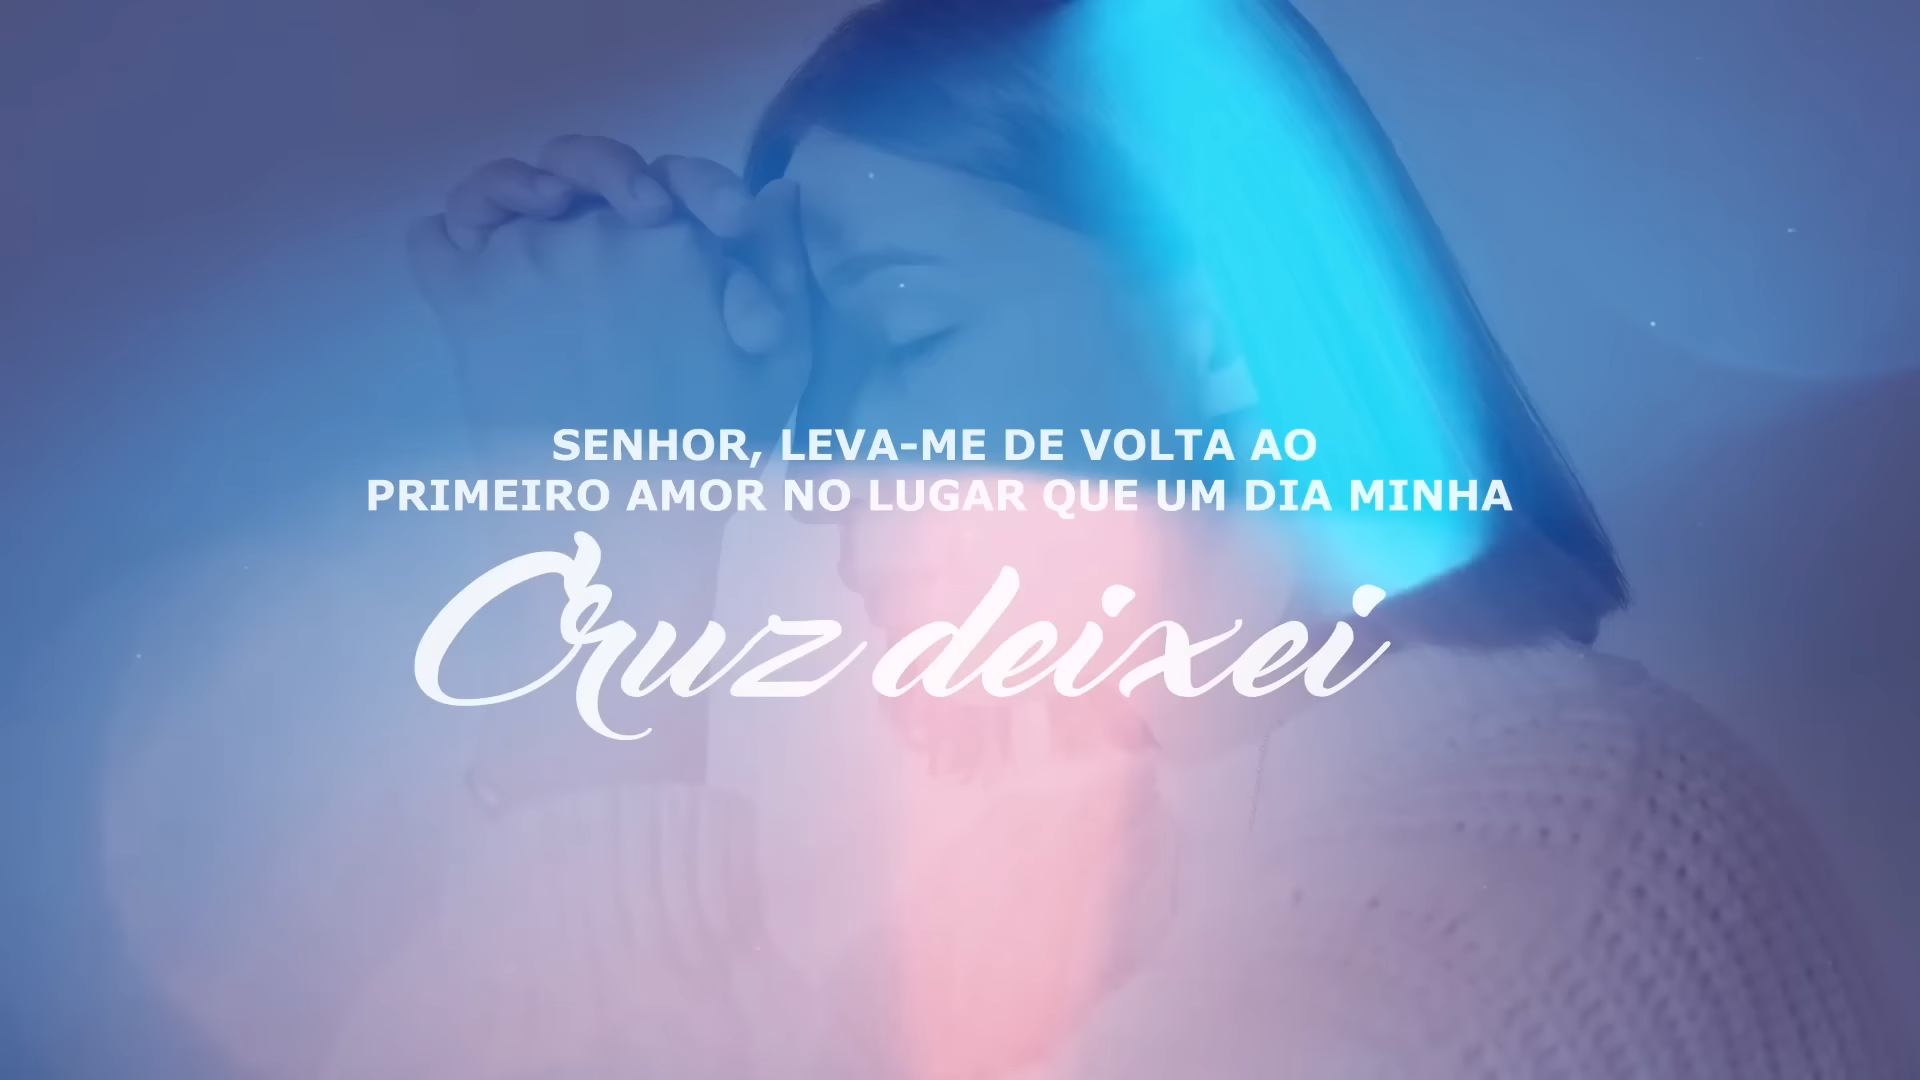 SENHOR, LEVA-ME DE VOLTA AO
PRIMEIRO AMOR NO LUGAR QUE UM DIA MINHA
Cruz deixei